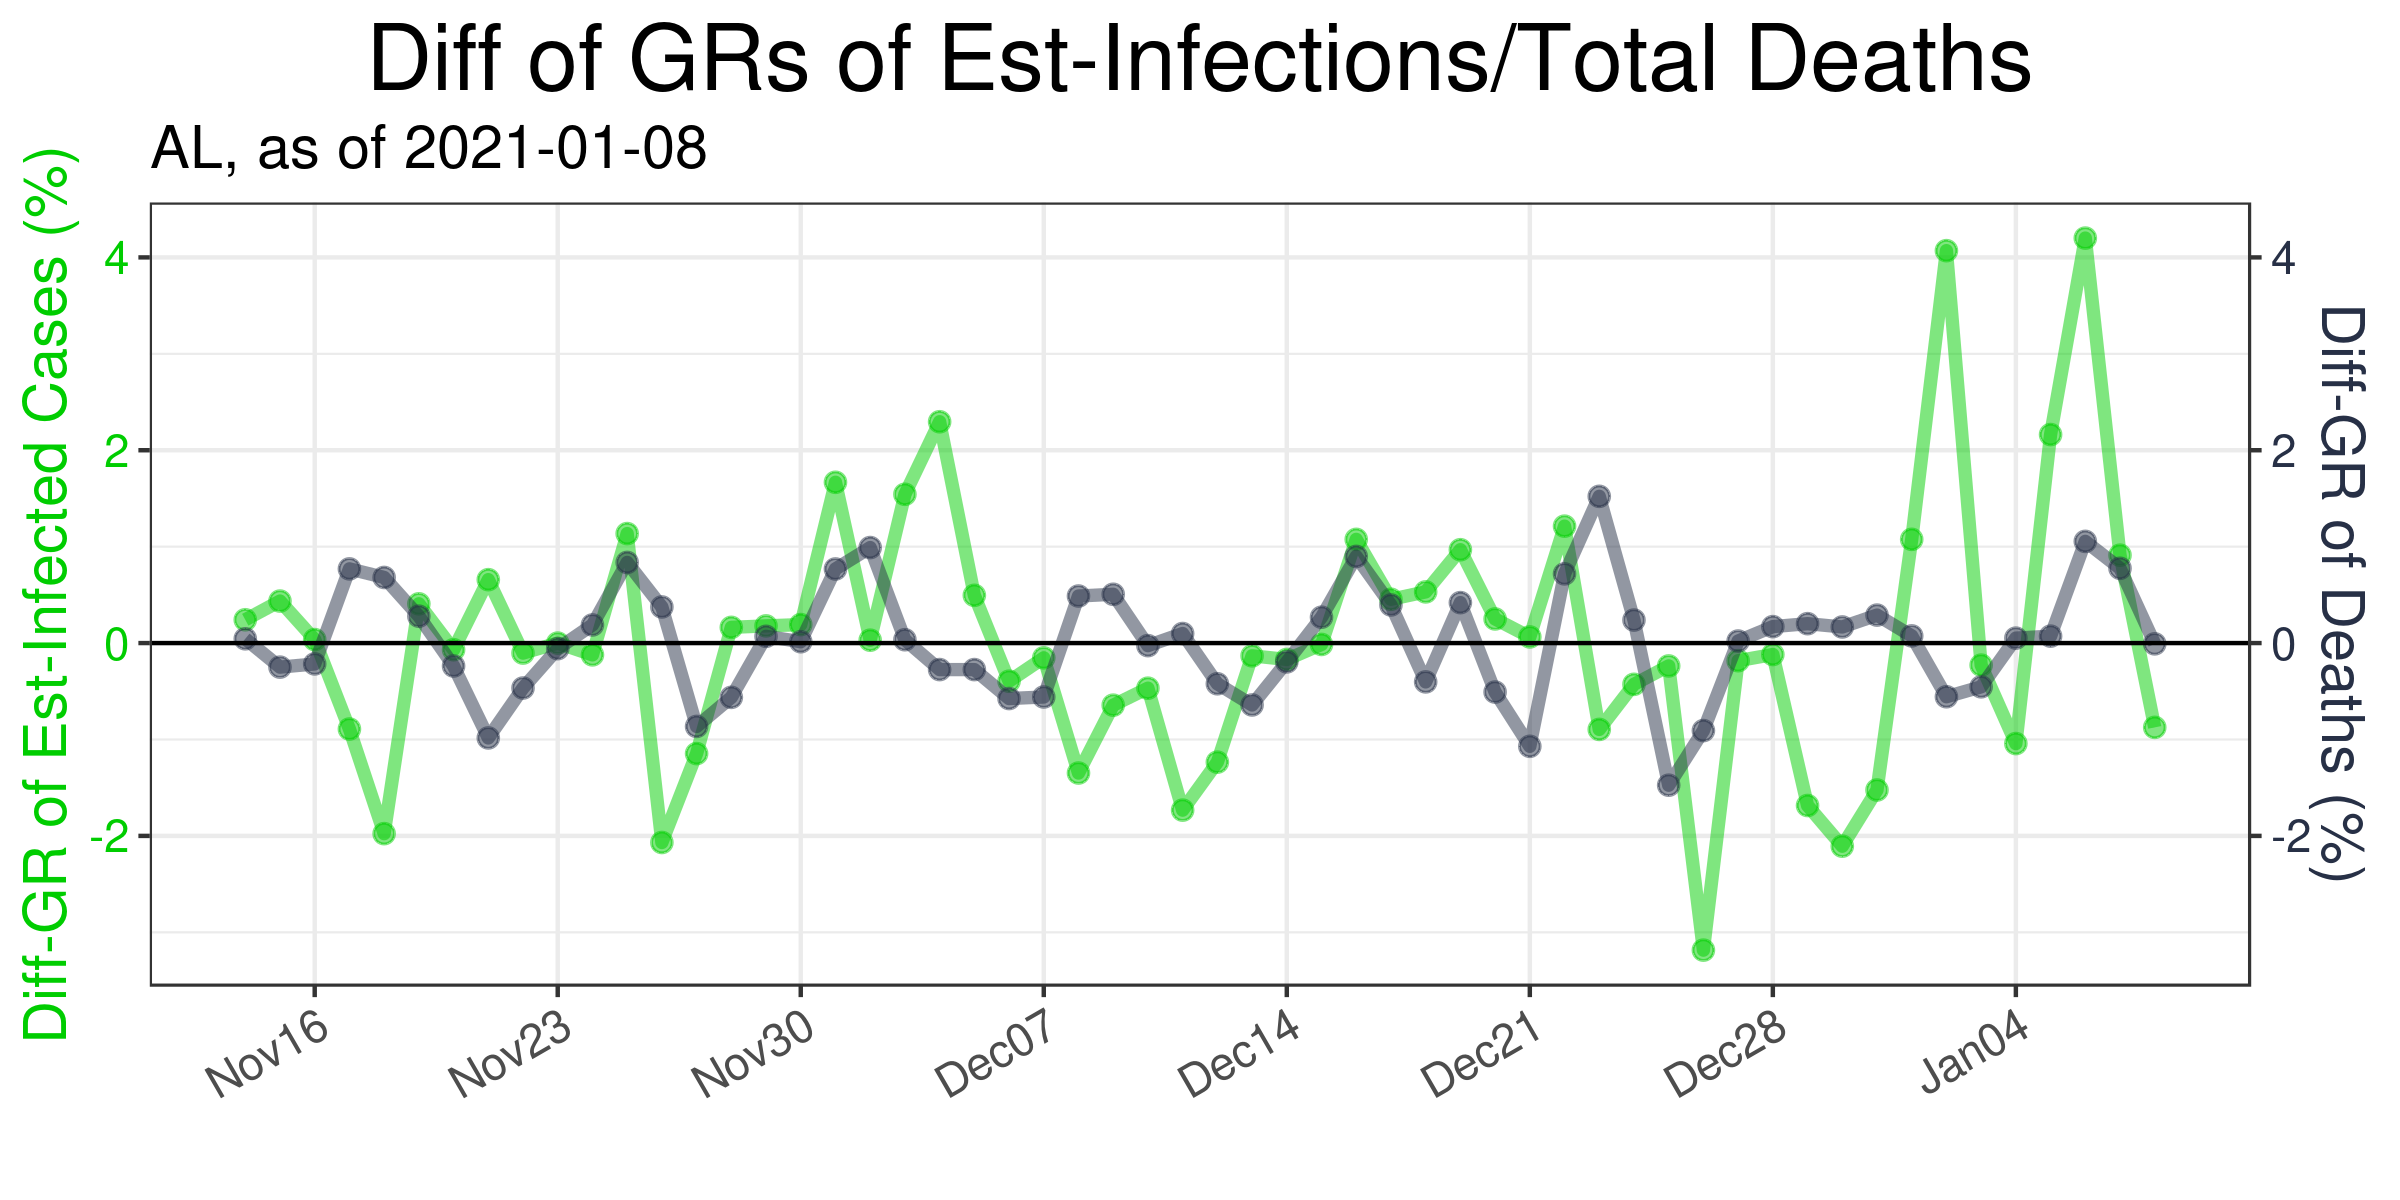 Diff of GRs of Est-Infections/Total Deaths
AL, as of 2021-01-08
Diff-GR of Est-Infected Cases (%)
4
2
0
-2
4
2
0
-2
Diff-GR of Deaths (%)
Nov16
Nov23
Nov30
Dec07
Dec14
Dec21
Dec28
Jan04